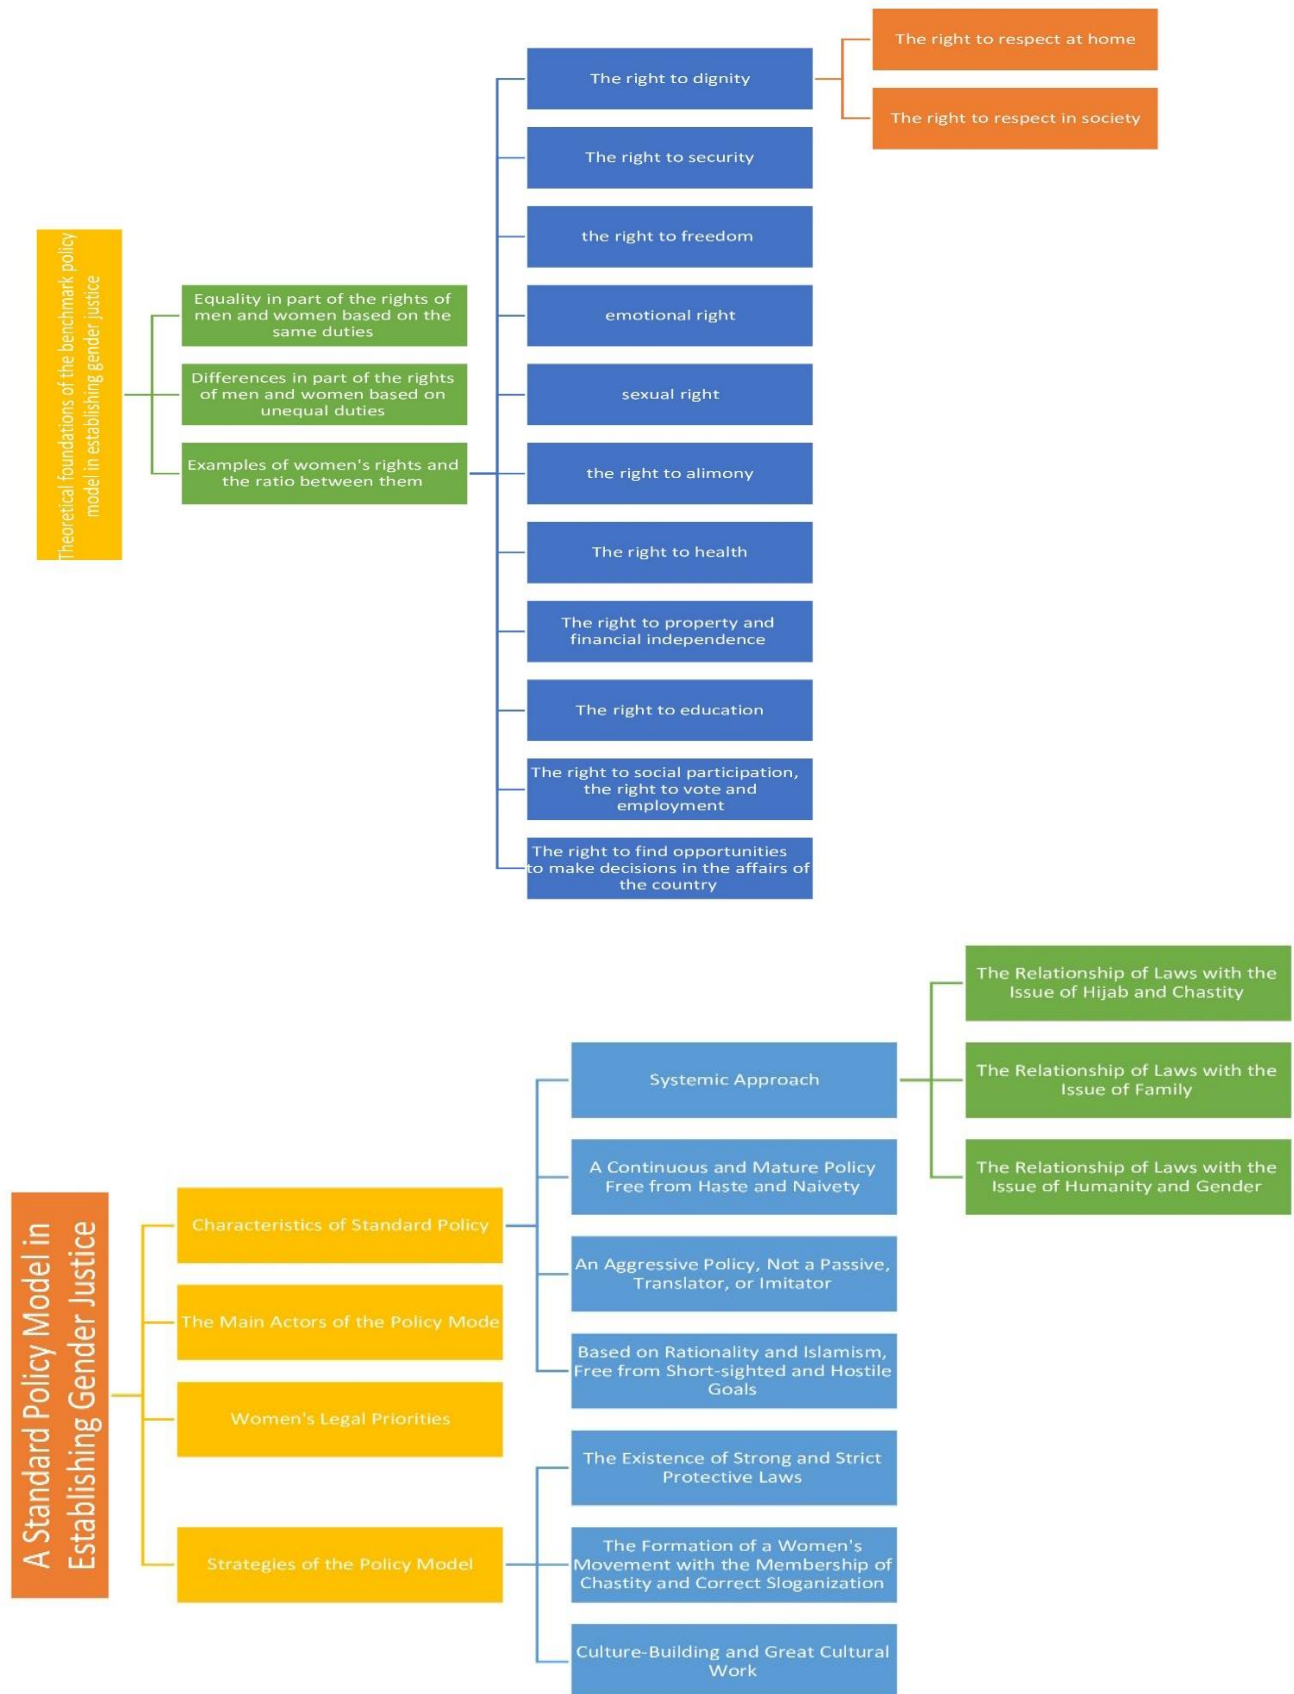 Theoretical foundations of the benchmark policy
model in establishing gender justice
Equality in part of the rights of
men and women based on the
same duties
Differences in part of the rights
of men and women based on
unequal duties
Examples of women's rights and
the ratio between them
The right to dignity
The right to respect at home
The right to respect in society
The right to security
the right to freedom
emotional right
sexual right
the right to alimony
The right to health
The right to property and
financial independence
The right to education
The right to social participation,
the right to vote and
employment
The right to find opportunities
to make decisions in the affairs of
the country
A Standard Policy Model in
Establishing Gender Justice
Characteristics of Standard Policy
Systemic Approach
The Relationship of Laws with the
Issue of Hijab and Chastity
The Relationship of Laws with the
Issue of Family
The Relationship of Laws with the
Issue of Humanity and Gender
A Continuous and Mature Policy
Free from Haste and Naivety
An Aggressive Policy, Not a Passive,
Translator, or Imitator
Based on Rationality and Islamism,
Free from Short-sighted and Hostile
Goals
The Main Actors of the Policy Mode
Women's Legal Priorities
Strategies of the Policy Model
The Existence of Strong and Strict
Protective Laws
The Formation of a Women's
Movement with the Membership of
Chastity and Correct Sloganization
Culture-Building and Great Cultural
Work